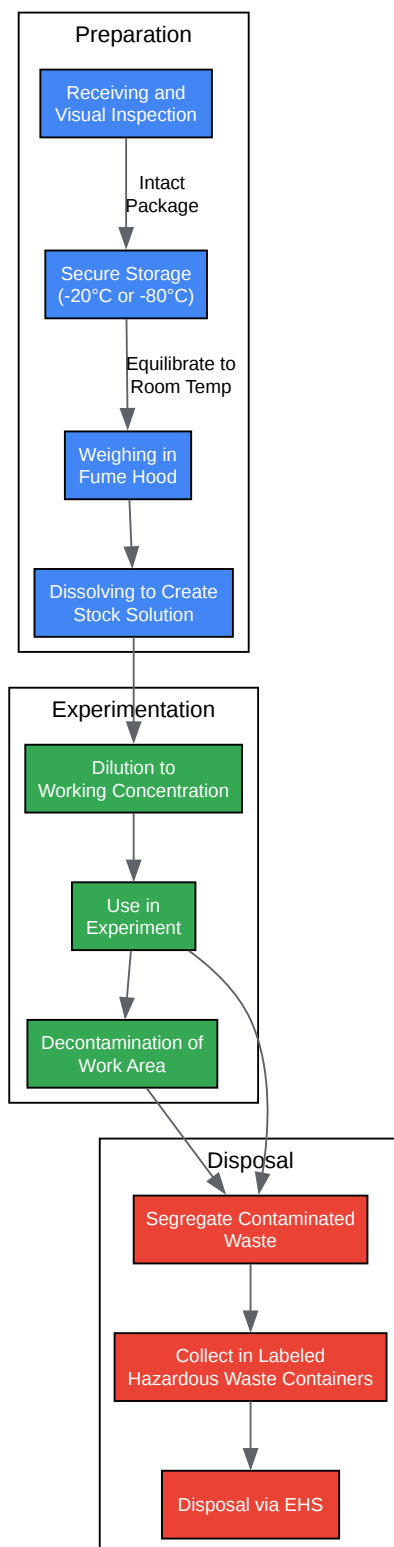 Preparation
Receiving and
Visual Inspection
Intact
Package
Secure Storage
(-20°C or -80°C)
Equilibrate to
Room Temp
Weighing in
Fume Hood
Dissolving to Create
Stock Solution
Experimentation
Dilution to
Working Concentration
Use in
Experiment
Decontamination of
Work Area
Disposal
Segregate Contaminated
Waste
Collect in Labeled
Hazardous Waste Containers
Disposal via EHS